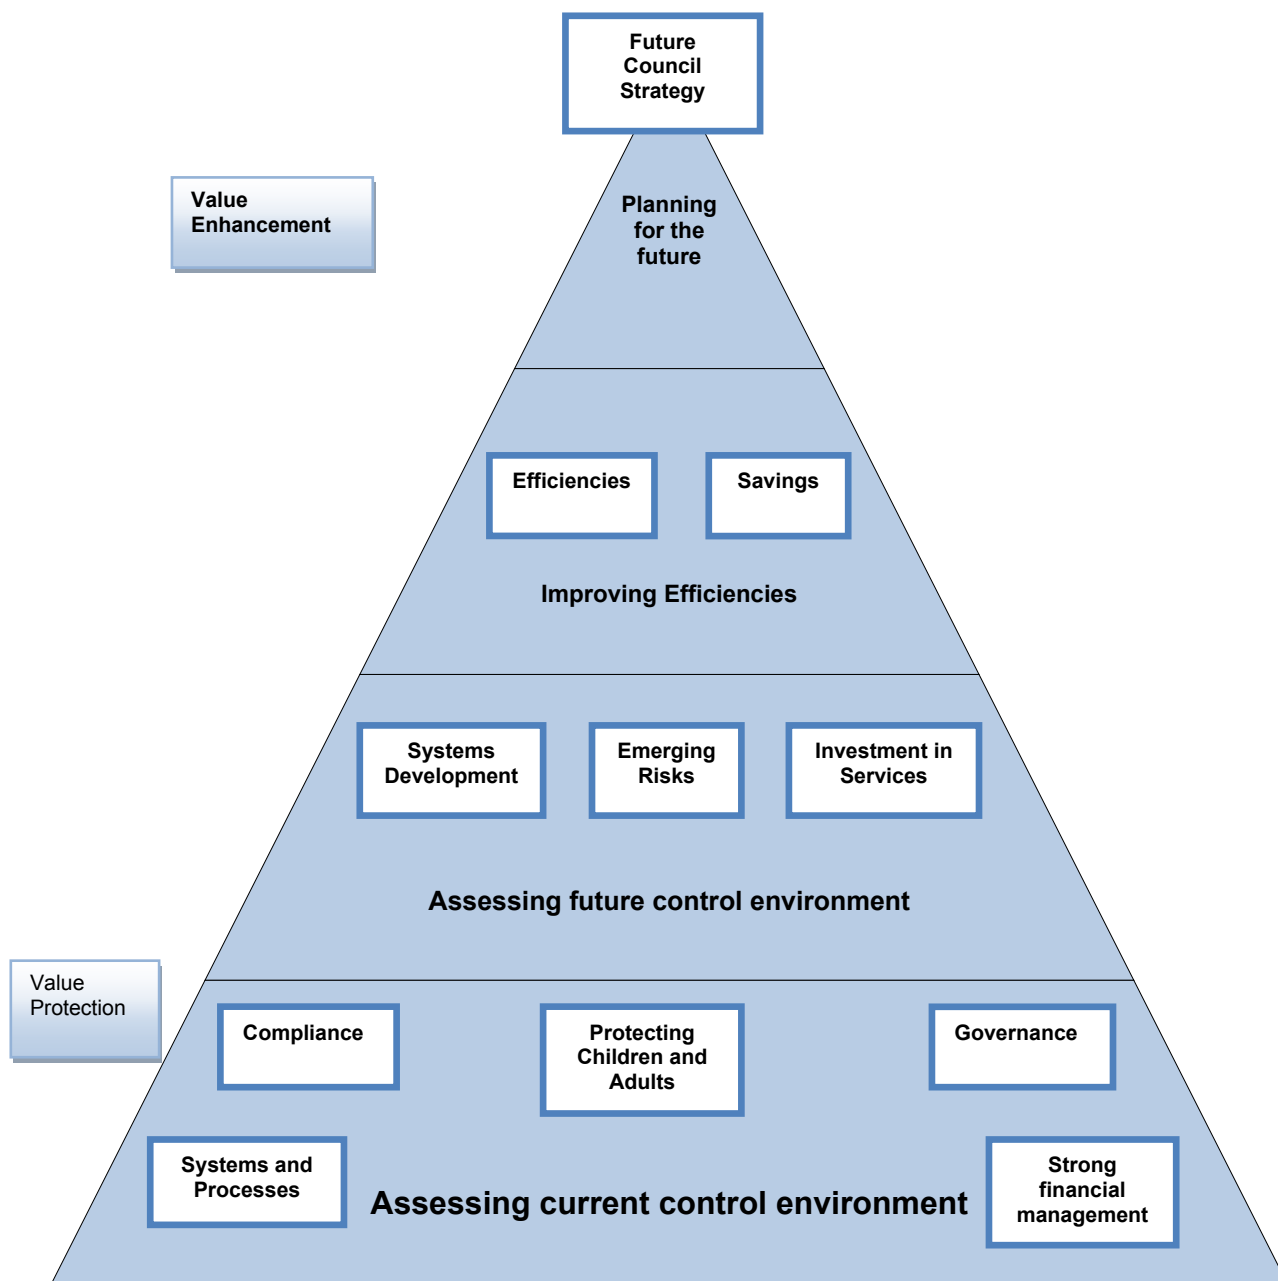 Future
Council
Strategy
Value
Enhancement
Planning
for the
future
Efficiencies
Savings
Improving Efficiencies
Systems
Development
Emerging
Risks
Investment in
Services
Assessing future control environment
Value
Protection
Compliance
Protecting
Children and
Adults
Governance
Systems and
Processes
Assessing current control environment
Strong
financial
management